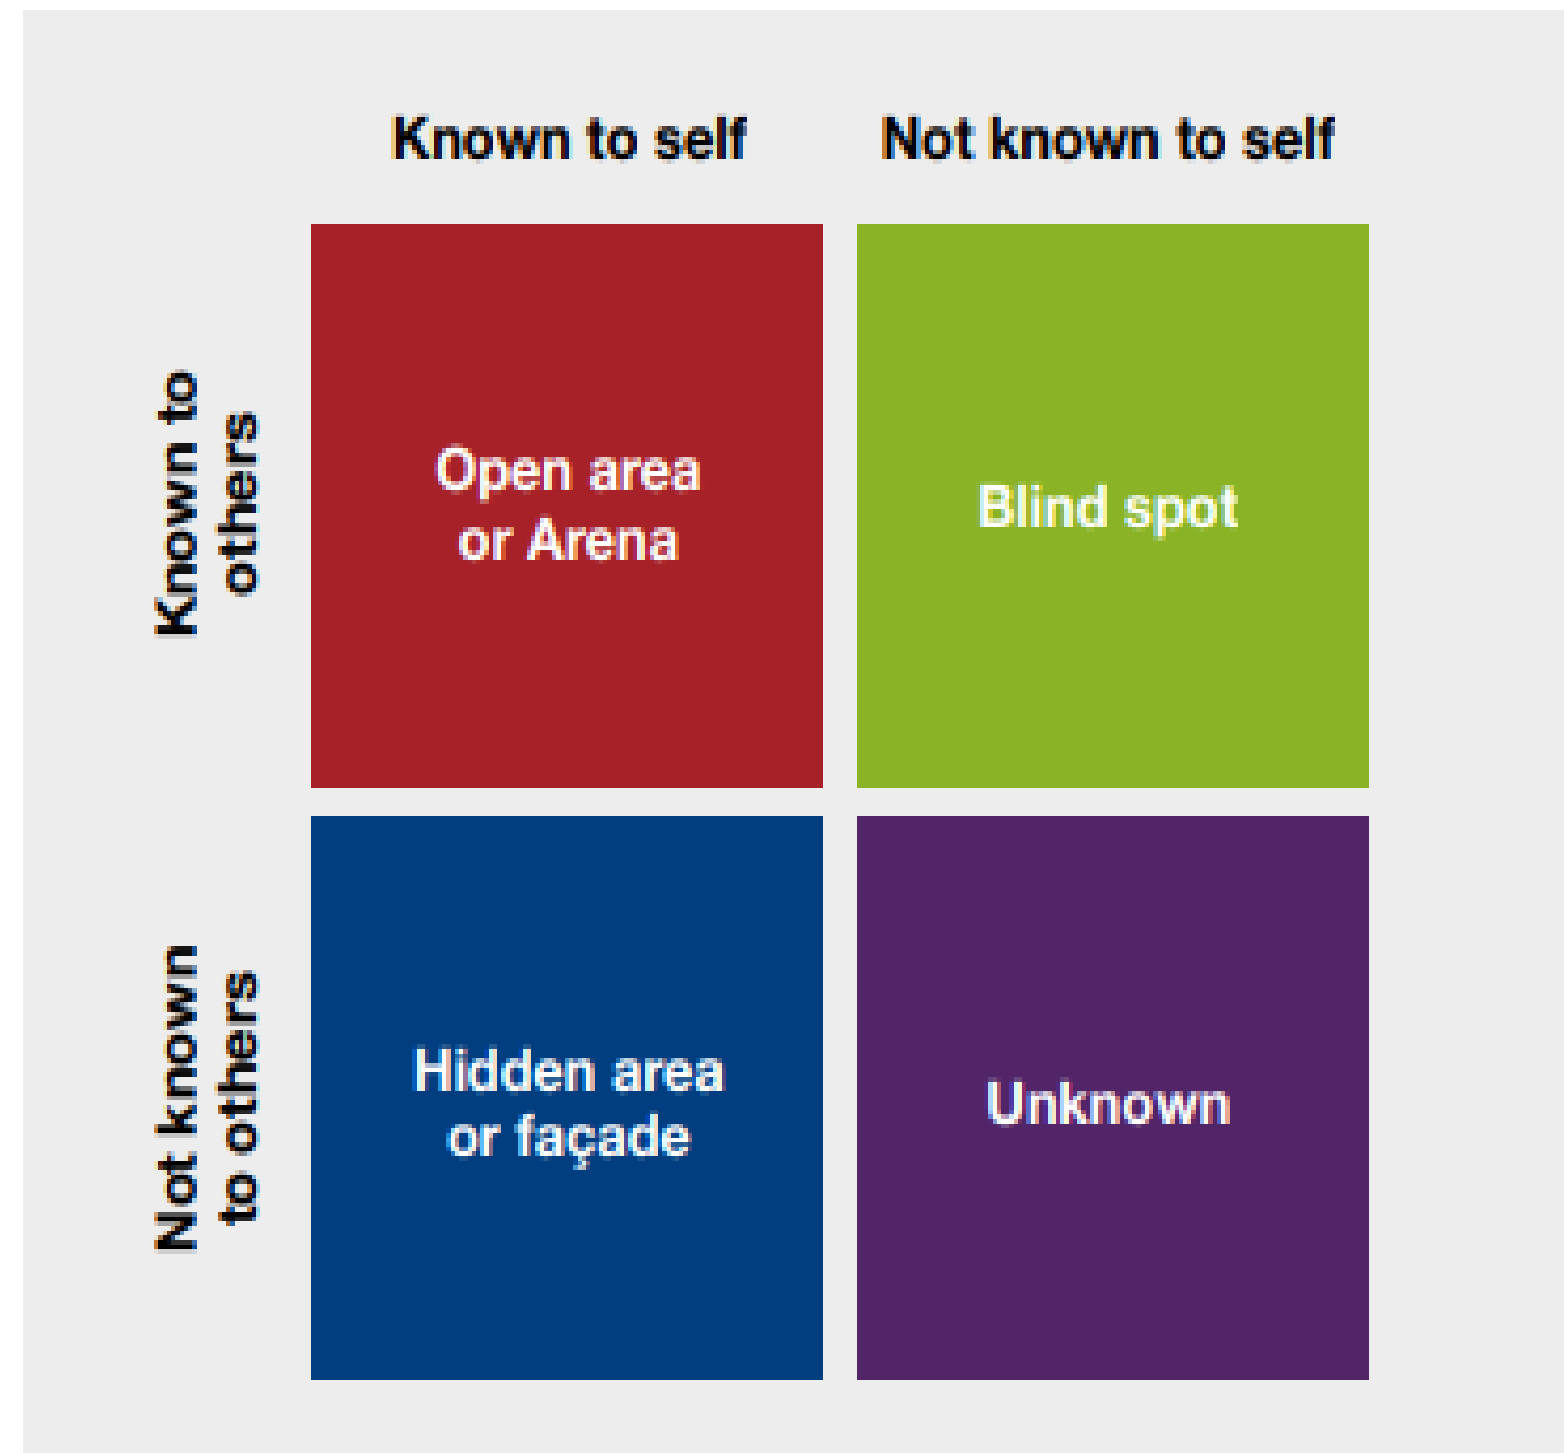 Known to self
Not known to self
Known to
others
Open area
or Arena
Blind spot
Not known
to others
Hidden area
or façade
Unknown